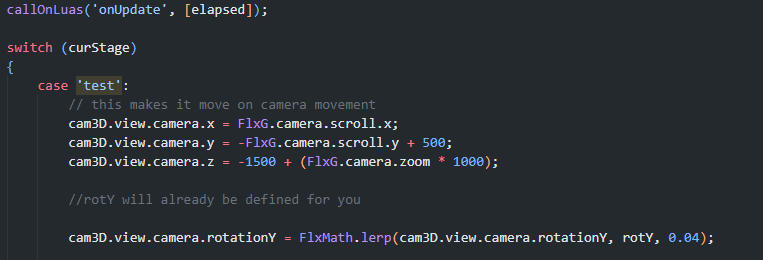 callOnLuas('onUpdate', [elapsed]);
switch (curStage)
{
case 'test':
// this makes it move on camera movement
cam3D.view.camera.x = FlxG.camera.scroll.x;
cam3D.view.camera.y = -FlxG.camera.scroll.y + 500;
cam3D.view.camera.z = -1500 + (FlxG.camera.zoom * 1000);
//rotY will already be defined for you
cam3D.view.camera.rotationY = FlxMath.lerp(cam3D.view.camera.rotationY, rotY, 0.04);